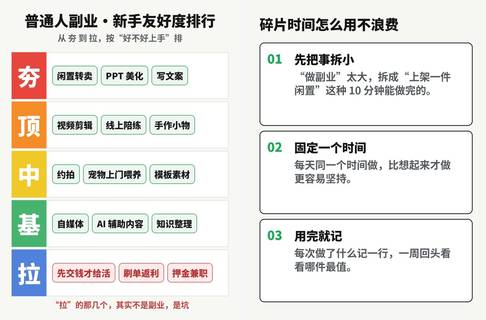 普通人副业·新手友好度排行
从夯到拉，按“好不好上手”排
夯
闲置转卖
PPT 美化
写文案
顶
视频剪辑
线上陪练
手作小物
中
约拍
宠物上门喂养
模板素材
基
自媒体
AI 辅助内容
知识整理
拉
先交钱才给活
刷单返利
押金兼职
“拉”的那几个，其实不是副业，是坑
碎片时间怎么用不浪费
01 先把事拆小
“做副业”太大，拆成“上架一件
闲置”这种 10 分钟能做完的。
02 固定一个时间
每天同一个时间做，比想起来才做
更容易坚持。
03 用完就记
每次做了什么记一行，一周回头看
看哪件最值。